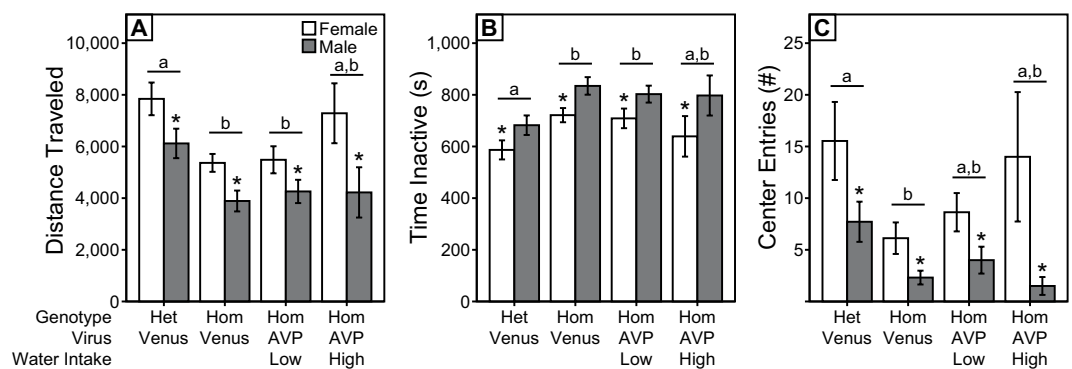 A
Female
Male
Distance Traveled
10,000
8,000
6,000
4,000
2,000
0
a
*
b
*
b
*
a,b
*
B
Time Inactive (s)
1,000
800
600
400
200
0
a
*
b
*
b
*
a,b
*
C
Center Entries (#)
25
20
15
10
5
a
*
b
*
a,b
*
a,b
*
Genotype Het Hom Hom Hom Het Hom Hom Hom Het Hom Hom Hom
Virus Venus Venus AVP AVP Venus Venus AVP AVP Venus Venus AVP AVP
Water Intake Low High Low High Low High